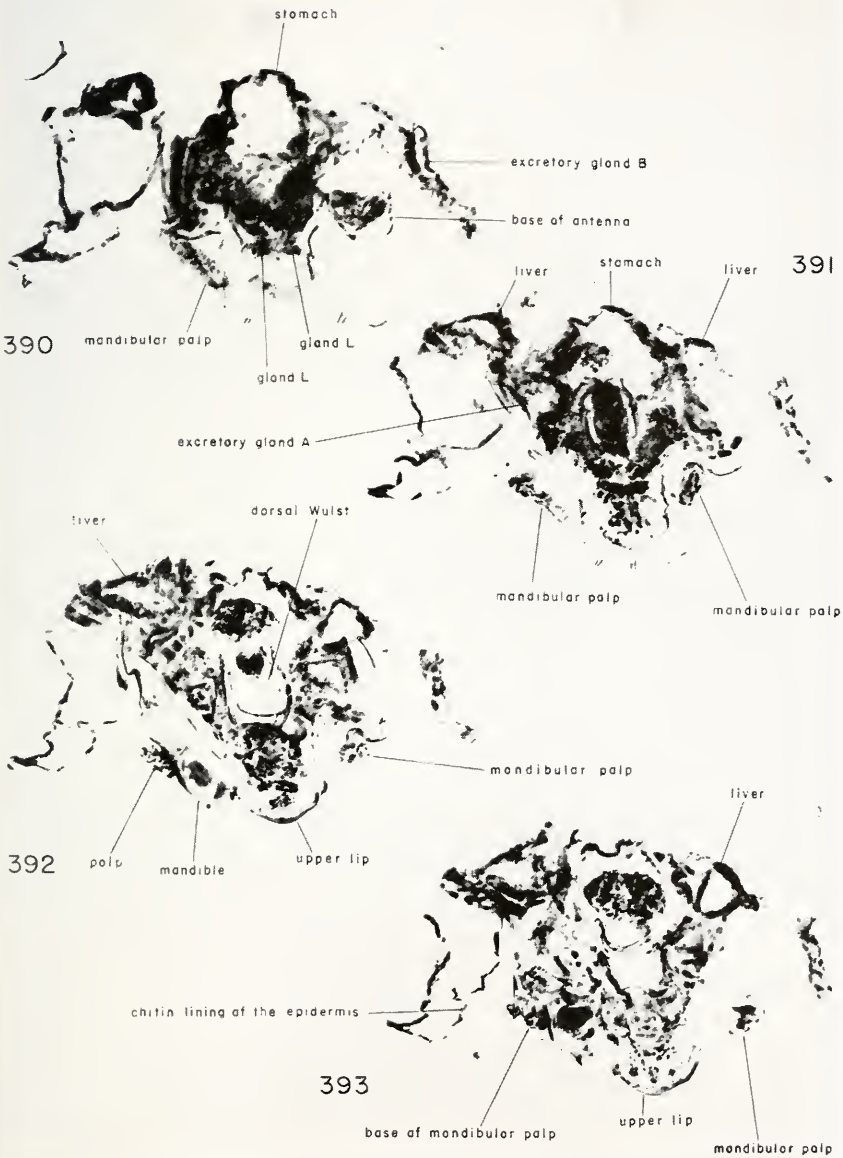 stomach
excretory gland B
base of antenna
390
mandibular palp
gland L
gland L
391
liver
stomach
liver
excretory gland A
mandibular palp
mandibular palp
392
liver
dorsal Wulst
mandibular palp
palp
mandible
upper lip
393
liver
chitin lining of the epidermis
base of mandibular palp
upper lip
mandibular palp